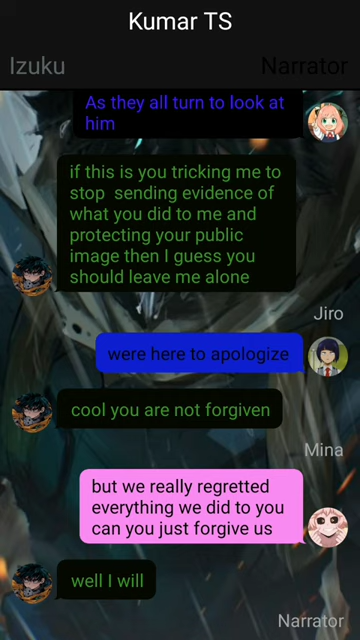 Kumar TS
Izuku
Narrator
As they all turn to look at
him
if this is you tricking me to
stop sending evidence of
what you did to me and
protecting your public
image then I guess you
should leave me alone
Jiro
were here to apologize
cool you are not forgiven
Mina
but we really regretted
everything we did to you
can you just forgive us
well I will
Narrator